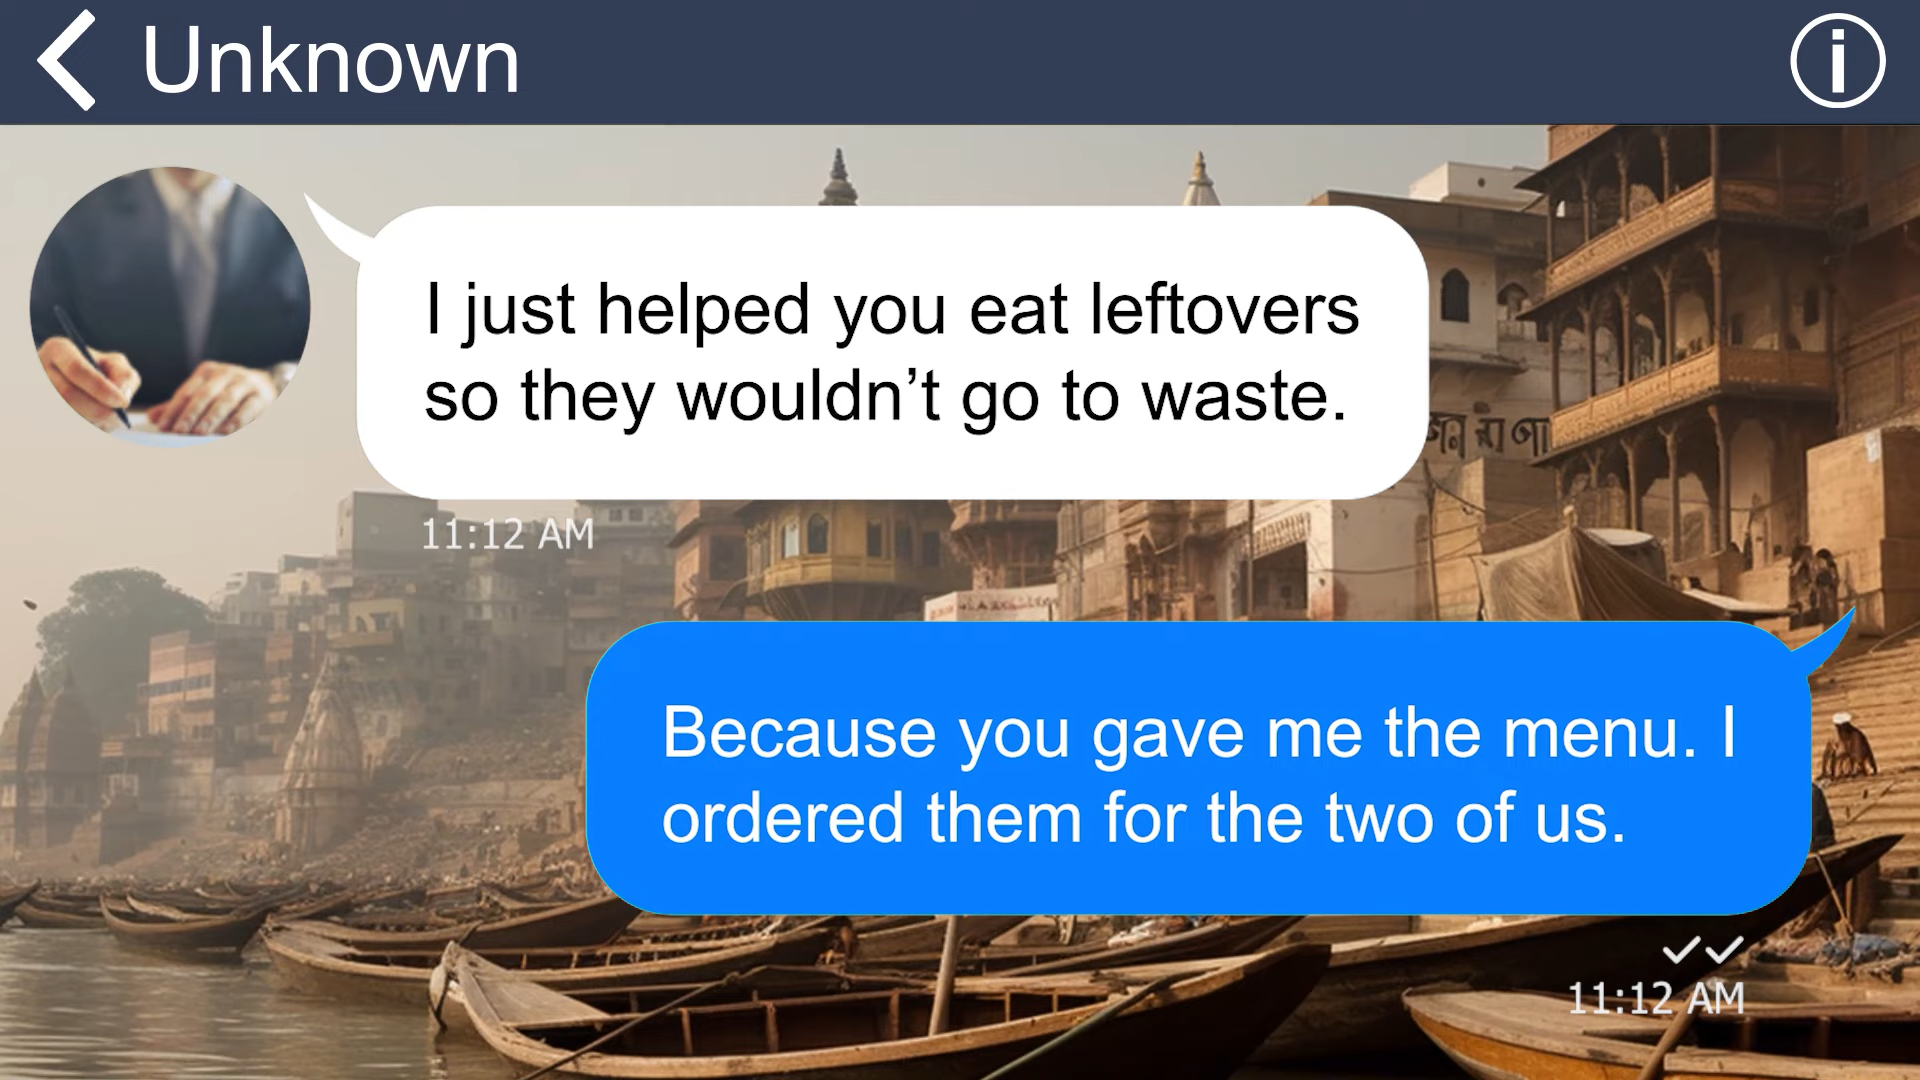 Unknown
I just helped you eat leftovers
so they wouldn’t go to waste.
11:12 AM
Because you gave me the menu. I
ordered them for the two of us.
11:12 AM